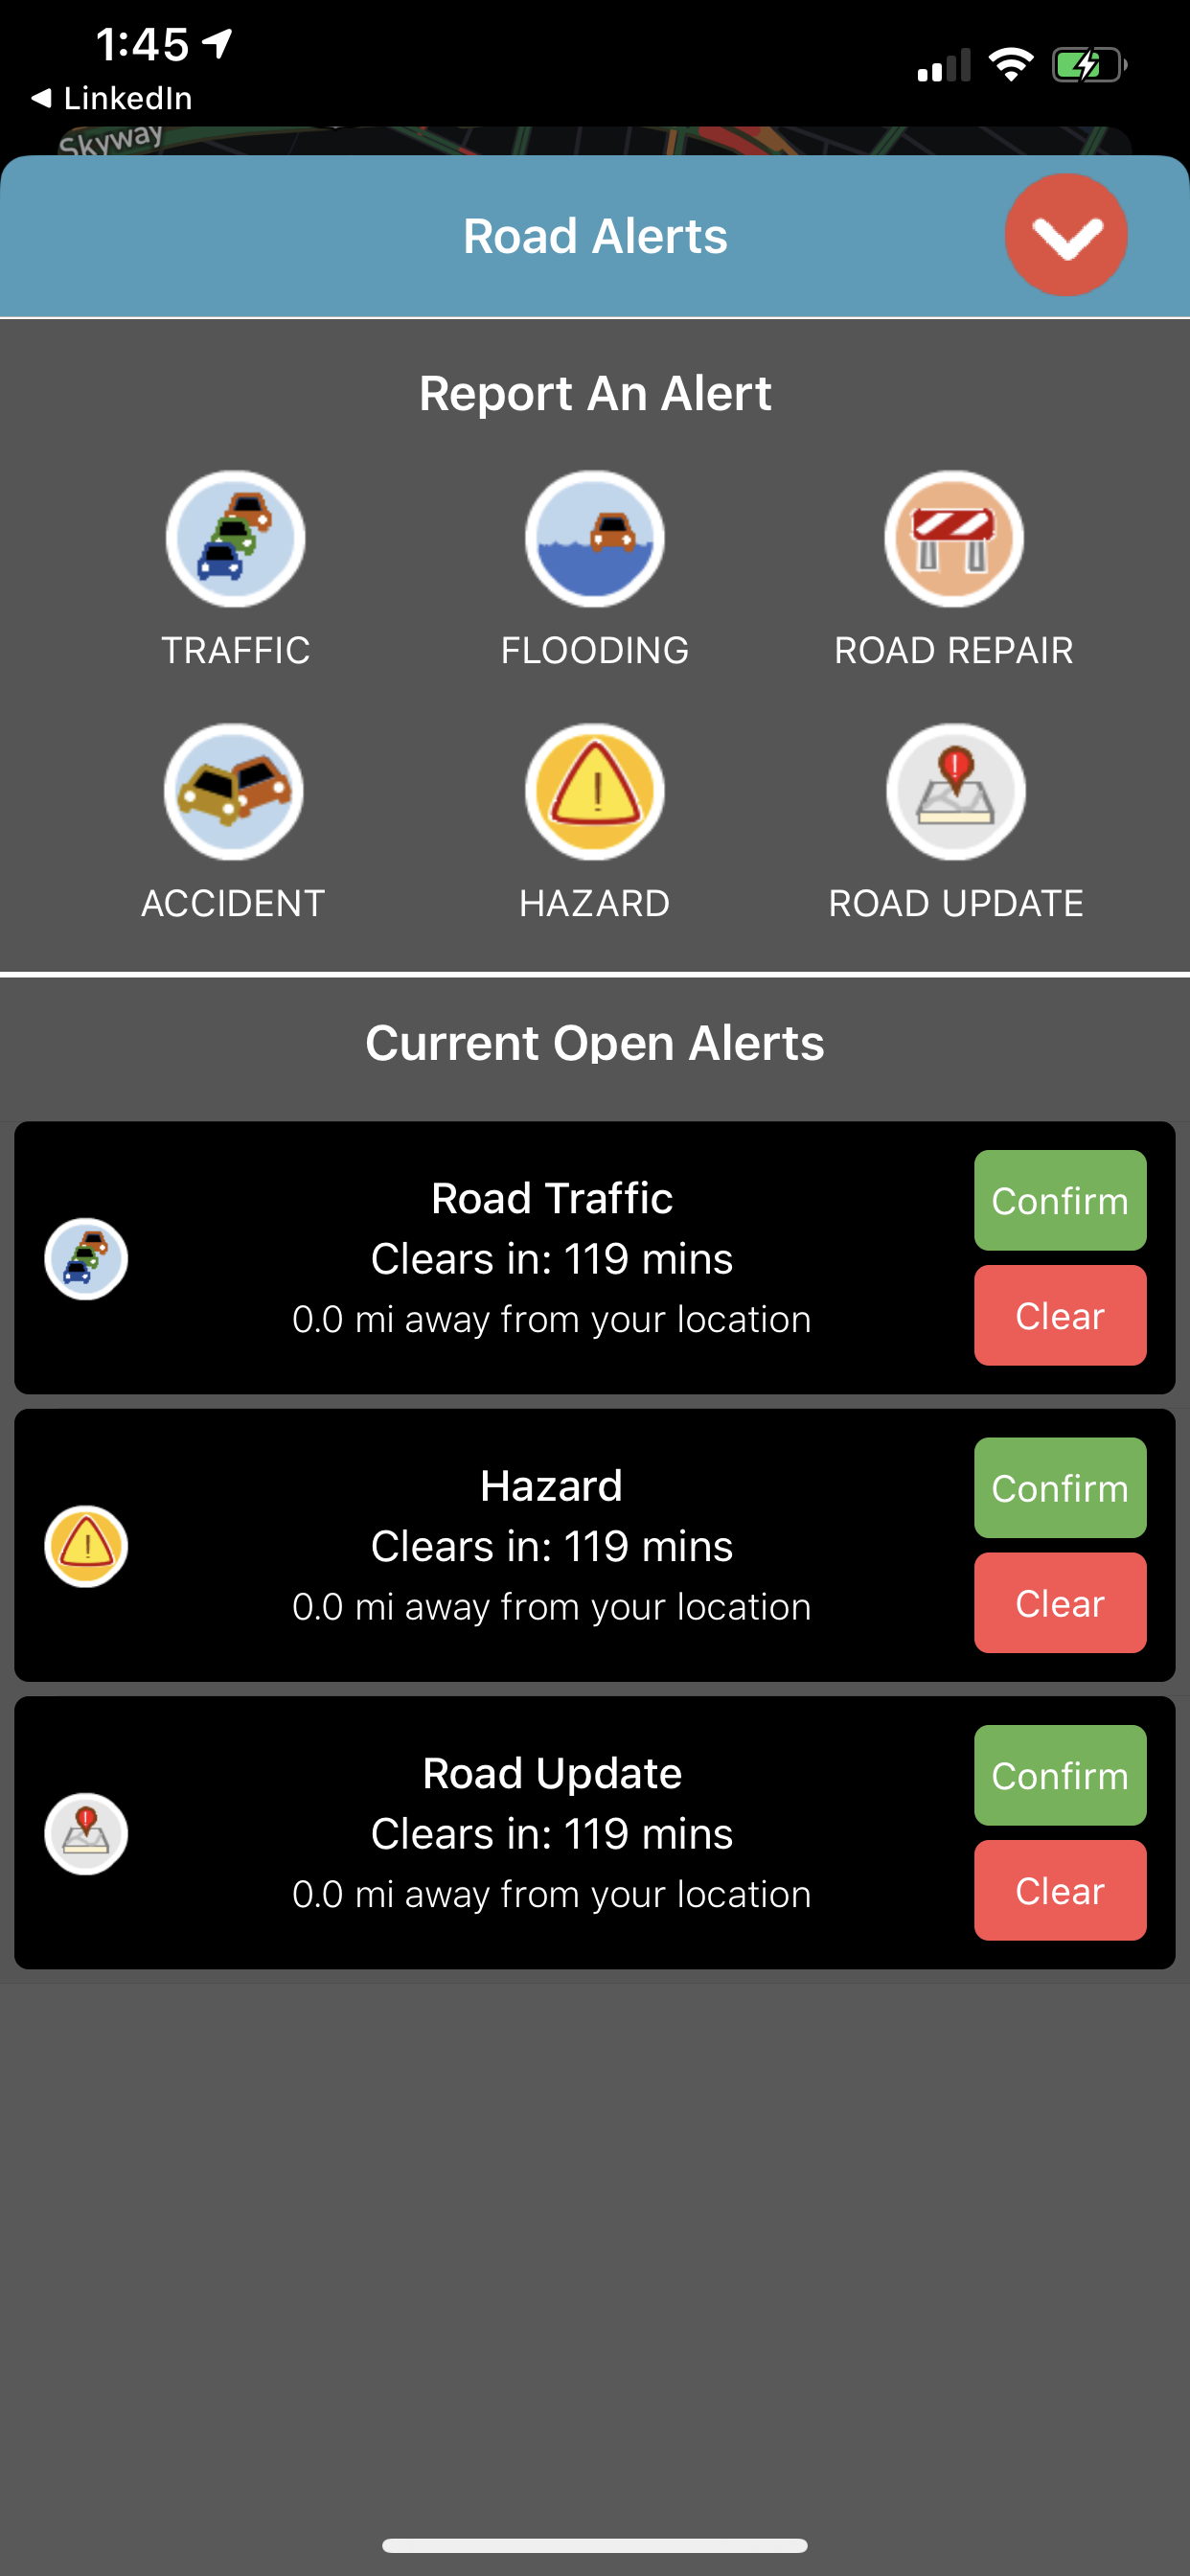 1:45
LinkedIn
Skyway
Road Alerts
Report An Alert
TRAFFIC
FLOODING
ROAD REPAIR
ACCIDENT
HAZARD
ROAD UPDATE
Current Open Alerts
Road Traffic
Clears in: 119 mins
0.0 mi away from your location
Confirm
Clear
Hazard
Clears in: 119 mins
0.0 mi away from your location
Confirm
Clear
Road Update
Clears in: 119 mins
0.0 mi away from your location
Confirm
Clear